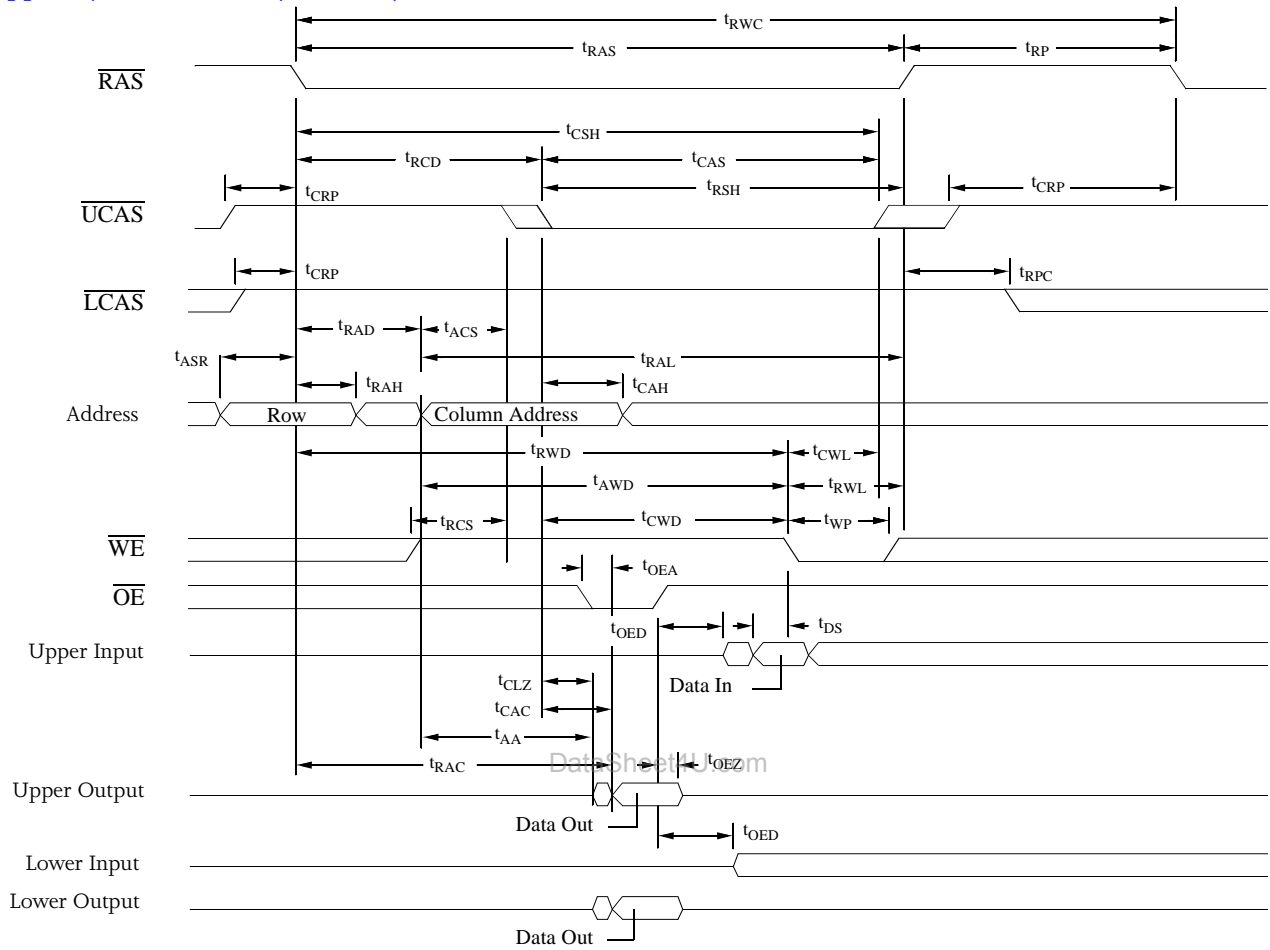 tRWC
tRAS
tRP
RAS
tCSH
tRCD
tCAS
tCRP
tRSH
tCRP
UCAS
tCRP
tRPC
LCAS
tRAD
tACS
tASR
tRAL
tRAH
tCAH
Address
Row
Column Address
tRWD
tCWL
tAWD
tRWL
tRCS
tCWD
tWP
WE
tOEA
OE
tOED
tDS
Upper Input
Data In
tCLZ
tCAC
tAA
tRAC
DataSheet4U.com
tOEZ
Upper Output
Data Out
tOED
Lower Input
Lower Output
Data Out